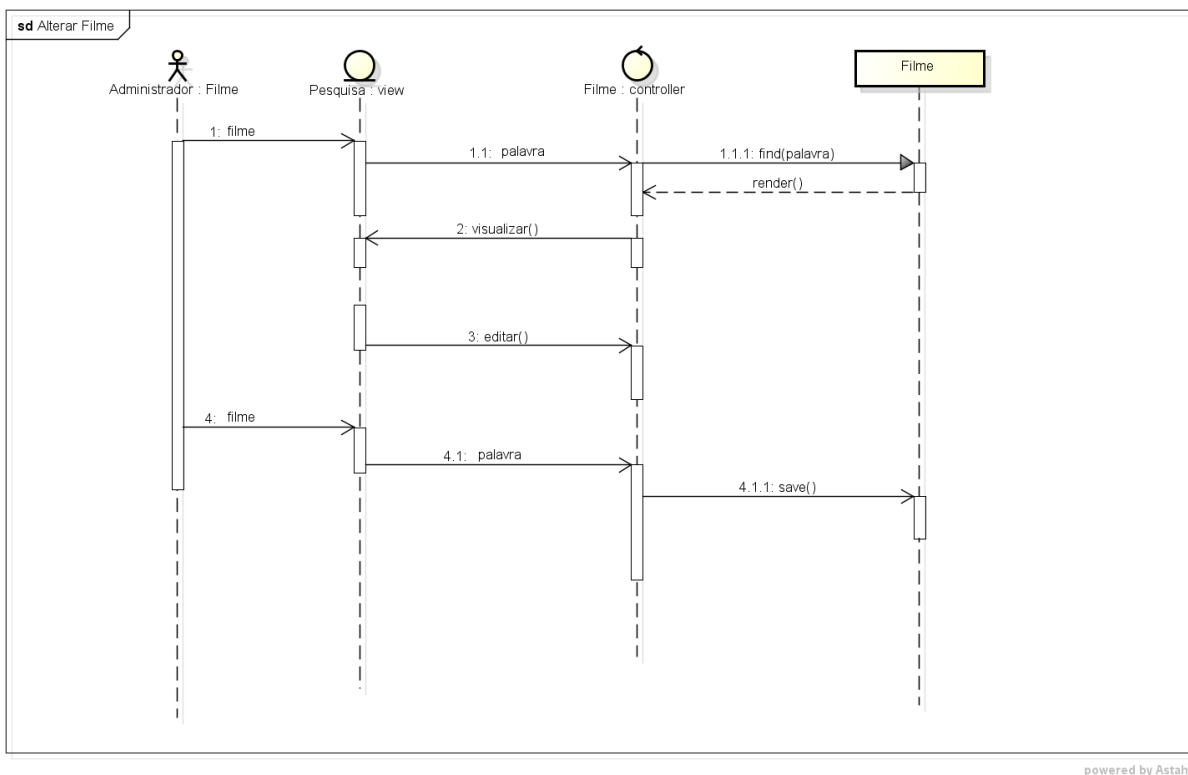 sd Alterar Filme
Administrador : Filme
Pesquisa : view
Filme : controller
Filme
1: filme
1.1: palavra
1.1.1: find(palavra)
render()
2: visualizar()
3: editar()
4: filme
4.1: palavra
4.1.1: save()
powered by Astah